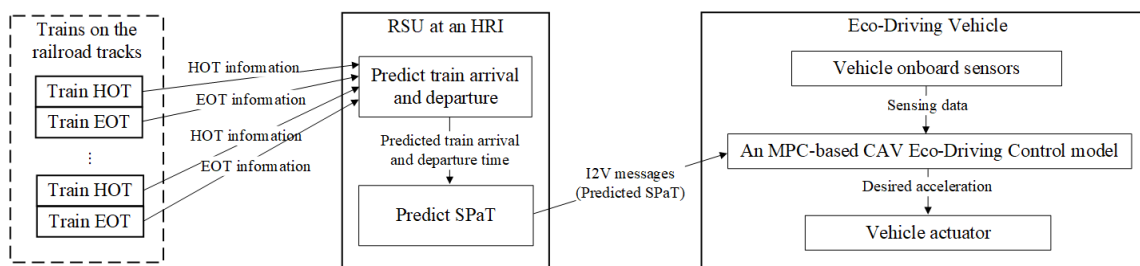 Trains on the
railroad tracks
Train HOT
Train EOT
...
Train HOT
Train EOT
HOT information
EOT information
HOT information
EOT information
RSU at an HRI
Predict train arrival
and departure
Predicted train arrival
and departure time
Predict SPaT
I2V messages
(Predicted SPaT)
Eco-Driving Vehicle
Vehicle onboard sensors
Sensing data
An MPC-based CAV Eco-Driving Control model
Desired acceleration
Vehicle actuator